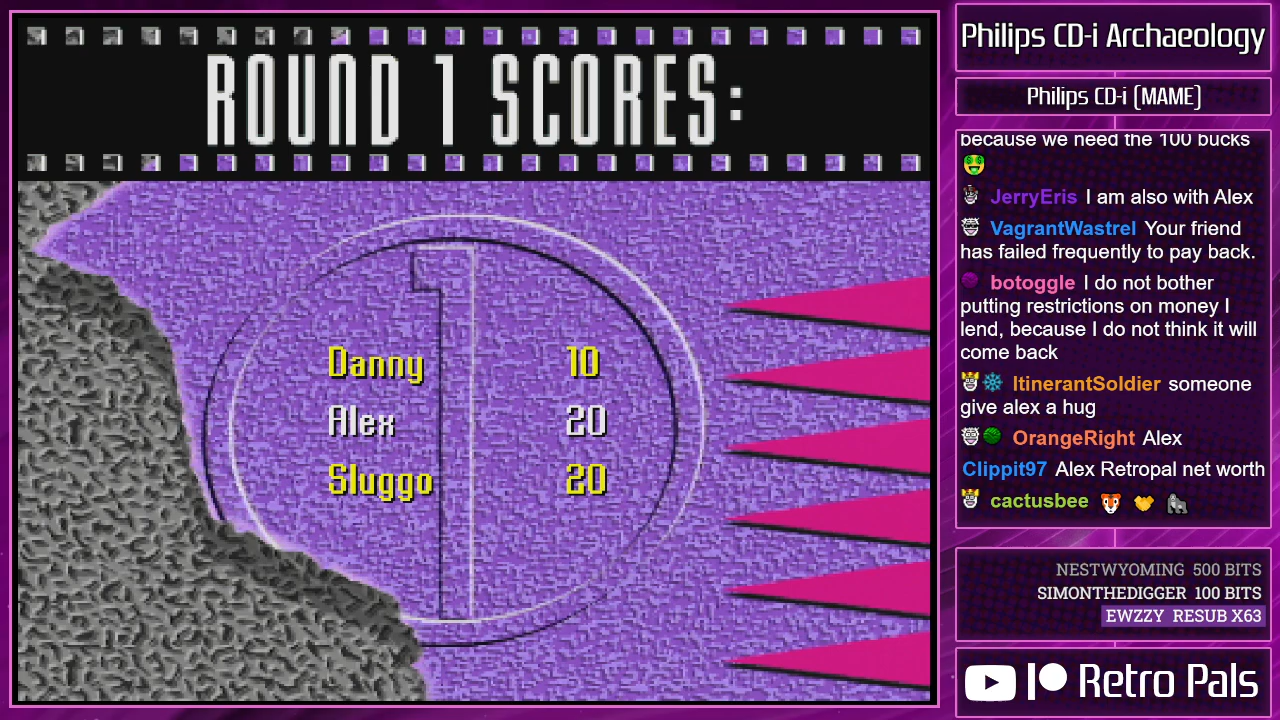 ROUND 1 SCORES:
1
Danny 10
Alex 20
Sluggo 20
Philips CD-i Archaeology
Philips CD-i (MAME)
because we need the 100 bucks
JerryEris I am also with Alex
VagrantWastrel Your friend
has failed frequently to pay back.
botoggle I do not bother
putting restrictions on money I
lend, because I do not think it will
come back
ItinerantSoldier someone
give alex a hug
OrangeRight Alex
Clippit97 Alex Retropal net worth
cactusbee
NESTWYOMING 500 BITS
SIMONTHEDIGGER 100 BITS
EWZZY RESUB X63
Retro Pals